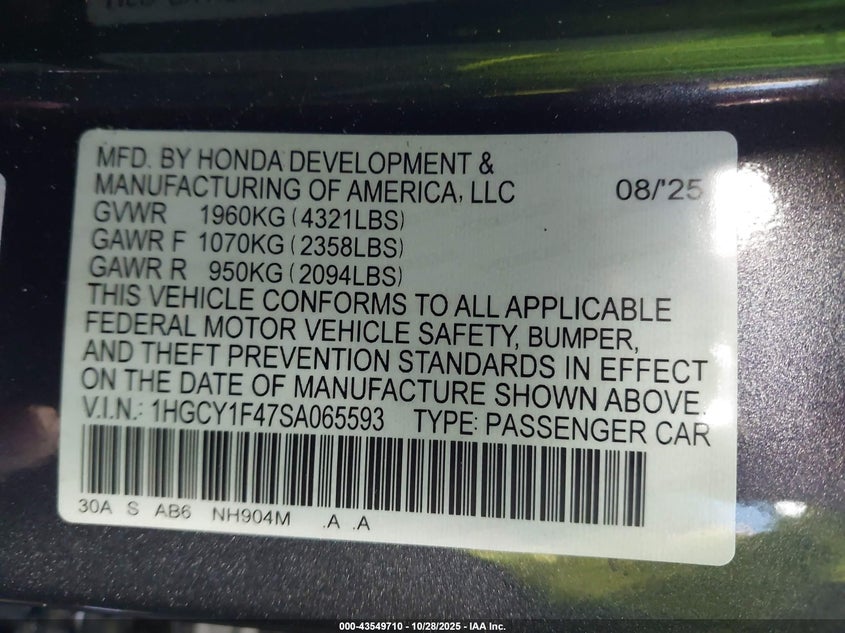 MFD. BY HONDA DEVELOPMENT &
MANUFACTURING OF AMERICA, LLC 08/'25
GVWR 1960KG (4321LBS)
GAWR F 1070KG (2358LBS)
GAWR R 950KG (2094LBS)
THIS VEHICLE CONFORMS TO ALL APPLICABLE
FEDERAL MOTOR VEHICLE SAFETY, BUMPER,
AND THEFT PREVENTION STANDARDS IN EFFECT
ON THE DATE OF MANUFACTURE SHOWN ABOVE.
V.I.N.: 1HGCY1F47SA065593 TYPE: PASSENGER CAR
30A S AB6 NH904M .A .A
000-43549710 - 10/28/2025 - IAA Inc.